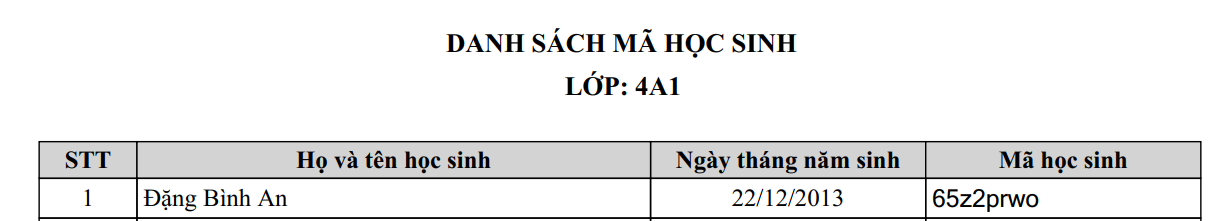 DANH SÁCH MÃ HỌC SINH
LỚP: 4A1
STT Họ và tên học sinh Ngày tháng năm sinh Mã học sinh
1 Đặng Bình An 22/12/2013 65z2prwo